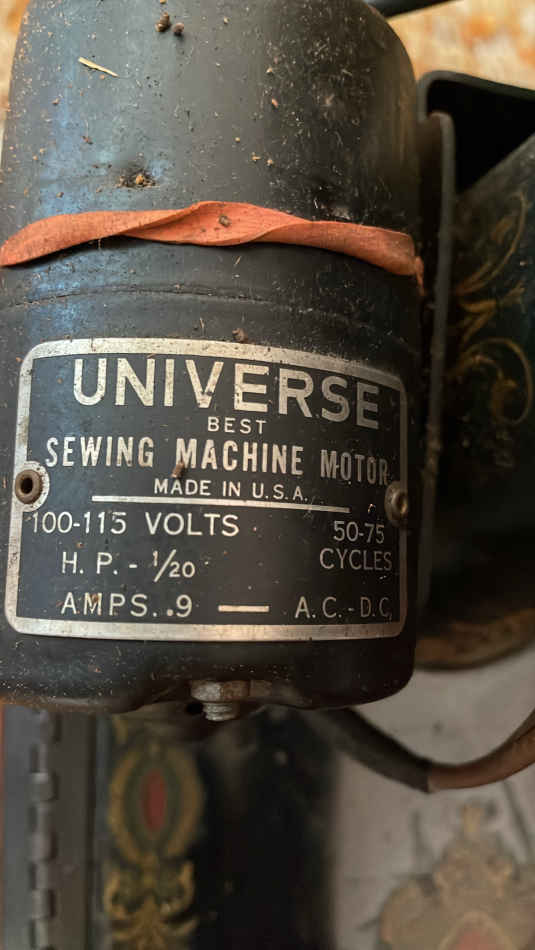 UNIVERSE
BEST
SEWING MACHINE MOTOR
MADE IN U.S.A.
100-115 VOLTS
50-75
CYCLES
H. P. - 1/20
AMPS. .9 — A.C.-D.C.